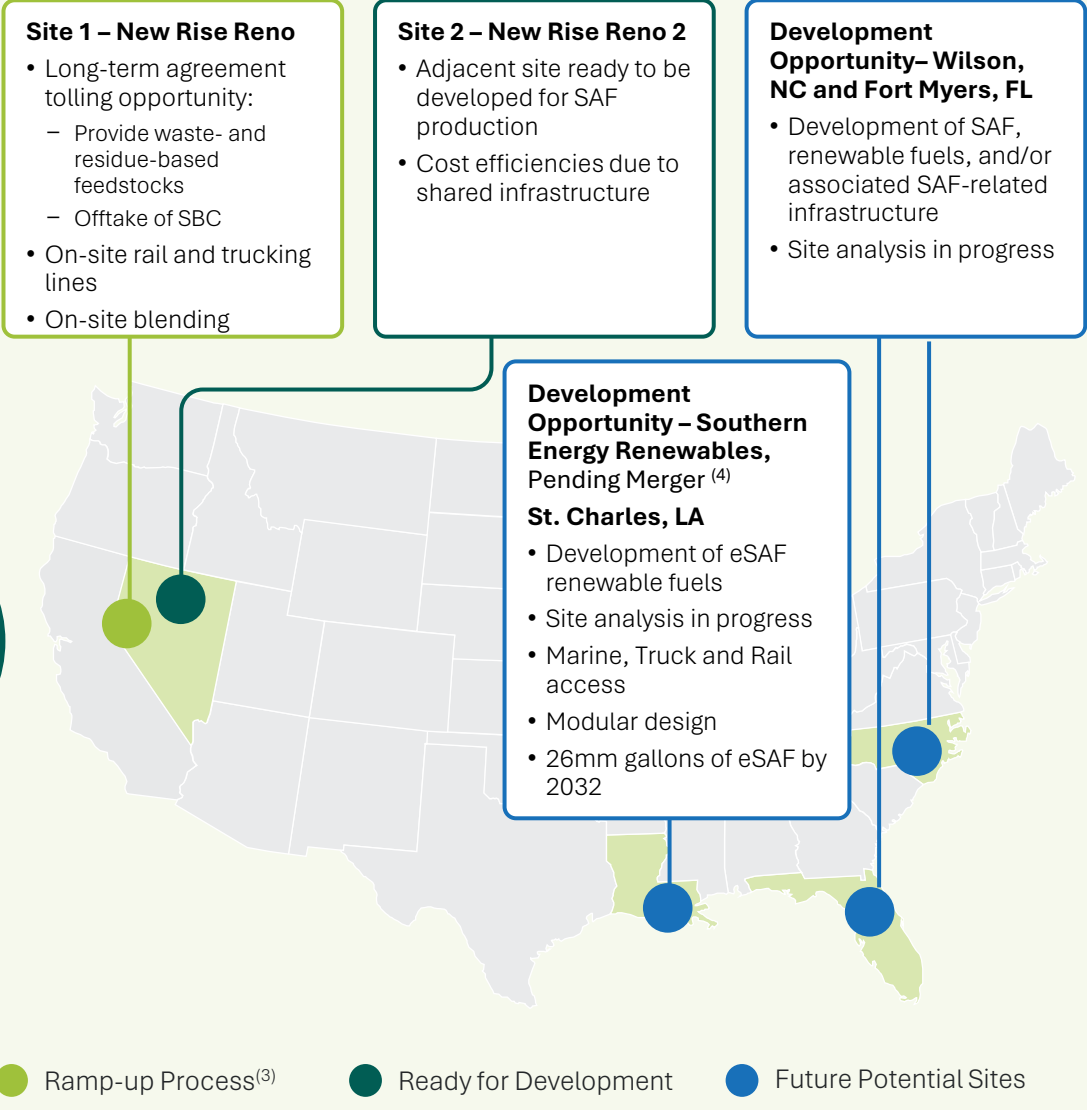 Site 1 – New Rise Reno
• Long-term agreement
tolling opportunity:
– Provide waste- and
residue-based
feedstocks
– Offtake of SBC
• On-site rail and trucking
lines
• On-site blending
Site 2 – New Rise Reno 2
• Adjacent site ready to be
developed for SAF
production
• Cost efficiencies due to
shared infrastructure
Development
Opportunity– Wilson,
NC and Fort Myers, FL
• Development of SAF,
renewable fuels, and/or
associated SAF-related
infrastructure
• Site analysis in progress
Development
Opportunity – Southern
Energy Renewables,
Pending Merger (4)
St. Charles, LA
• Development of eSAF
renewable fuels
• Site analysis in progress
• Marine, Truck and Rail
access
• Modular design
• 26mm gallons of eSAF by
2032
Ramp-up Process(3)
Ready for Development
Future Potential Sites